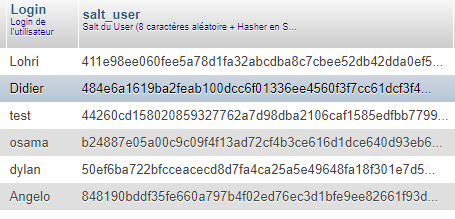 Login salt_user
Login de Salt du User (8 caractères aléatoire + Hasher en S...
l'utilisateur
Lohri 411e98ee060fee5a78d1fa32abcdba8c7cbee52db42dda0ef5...
Didier 484e6a1619ba2feab100dcc6f01336ee4560f3f7cc61dcf3f4...
test 44260cd158020859327762a7d98dba2106caf1585edfbb7799...
osama b24887e05a00c9c09f4f13ad72cf4b3ce616d1dce640d93eb6...
dylan 50ef6ba722bfcceacecd8d7fa4ca25a5e49648fa18f301e7d5...
Angelo 848190bddf35fe660a797b4f02ed76ec3d1bfe9ee82661f93d...